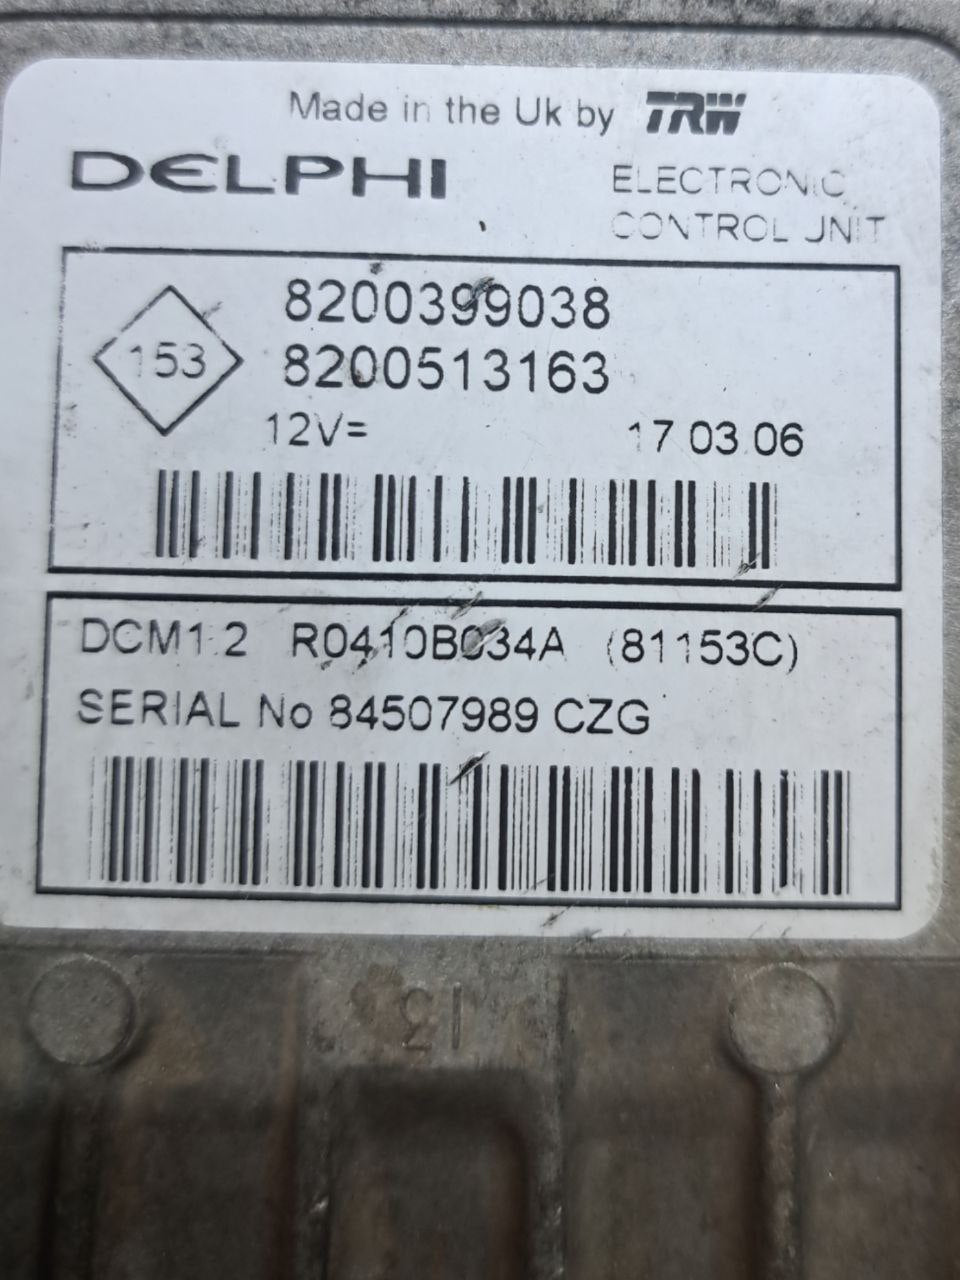 Made in the Uk by TRW
DELPHI
ELECTRONIC
CONTROL UNIT
8200399038
153
8200513163
12V=
17.03.06
DCM1.2 R0410B034A (81153C)
SERIAL No 84507989 CZG